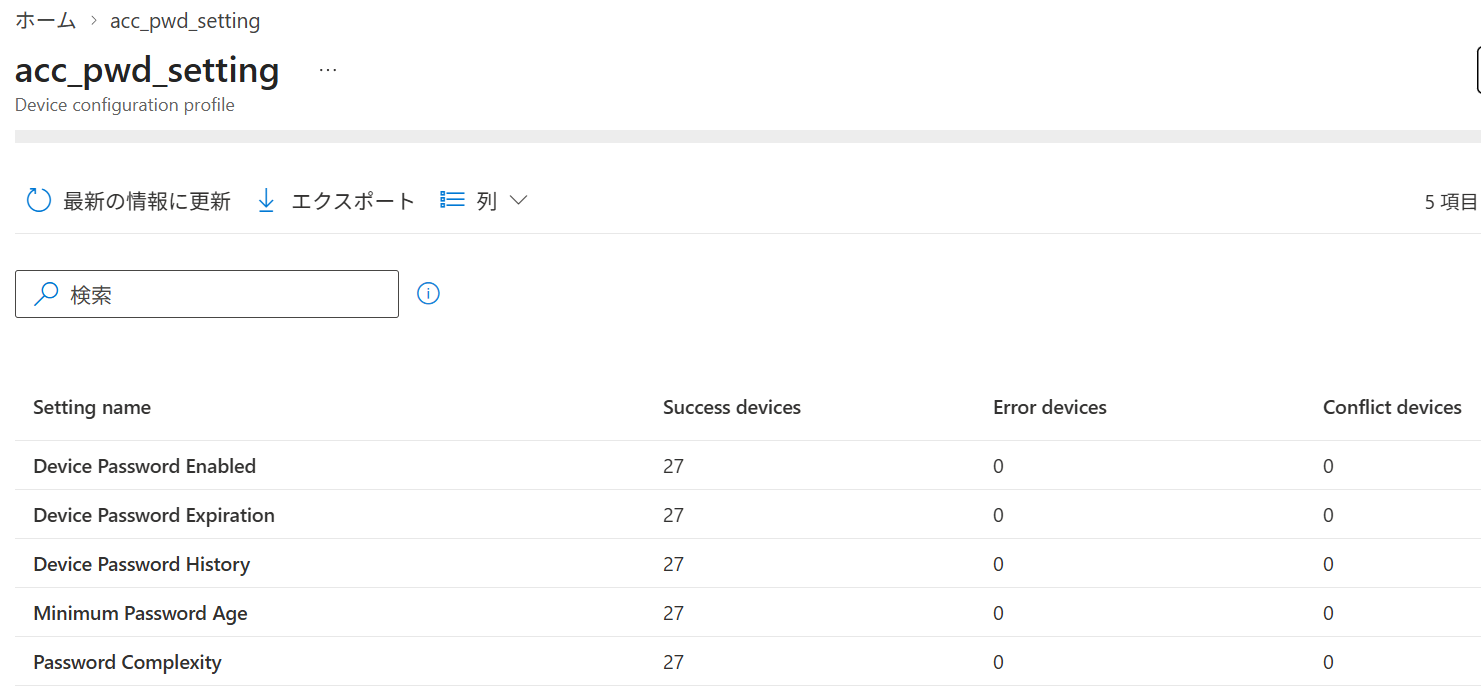 ホーム > acc_pwd_setting
acc_pwd_setting ...
Device configuration profile
最新の情報に更新 エクスポート 列 5 項目
検索
Setting name Success devices Error devices Conflict devices
Device Password Enabled 27 0 0
Device Password Expiration 27 0 0
Device Password History 27 0 0
Minimum Password Age 27 0 0
Password Complexity 27 0 0